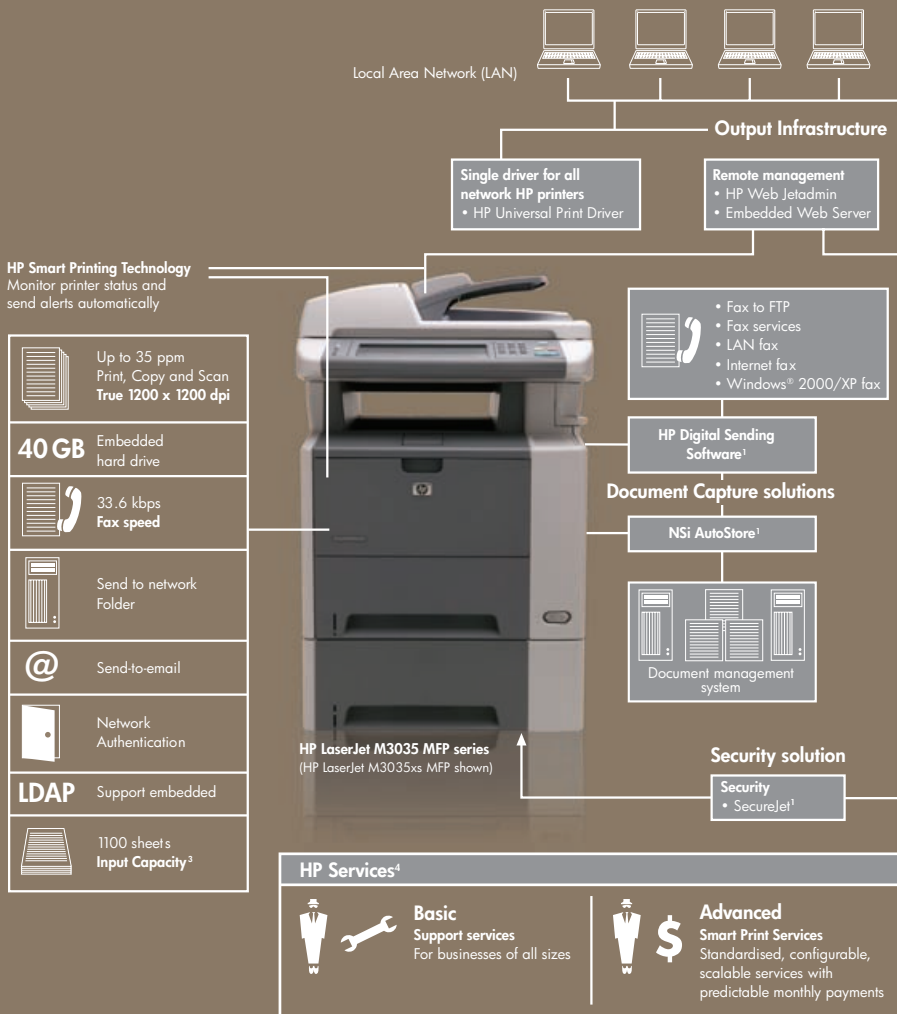 Local Area Network (LAN)
Output Infrastructure
Single driver for all
network HP printers
• HP Universal Print Driver
Remote management
• HP Web Jetadmin
• Embedded Web Server
HP Smart Printing Technology
Monitor printer status and
send alerts automatically
Up to 35 ppm
Print, Copy and Scan
True 1200 x 1200 dpi
40 GB Embedded
hard drive
33.6 kbps
Fax speed
Send to network
Folder
@ Send-to-email
Network
Authentication
LDAP Support embedded
1100 sheets
Input Capacity³
• Fax to FTP
• Fax services
• LAN fax
• Internet fax
• Windows® 2000/XP fax
HP Digital Sending
Software¹
Document Capture solutions
NSi AutoStore¹
Document management
system
hp
HP LaserJet M3035 MFP series
(HP LaserJet M3035xs MFP shown)
Security solution
Security
• SecureJet¹
HP Services⁴
Basic
Support services
For businesses of all sizes
$
Advanced
Smart Print Services
Standardised, configurable,
scalable services with
predictable monthly payments